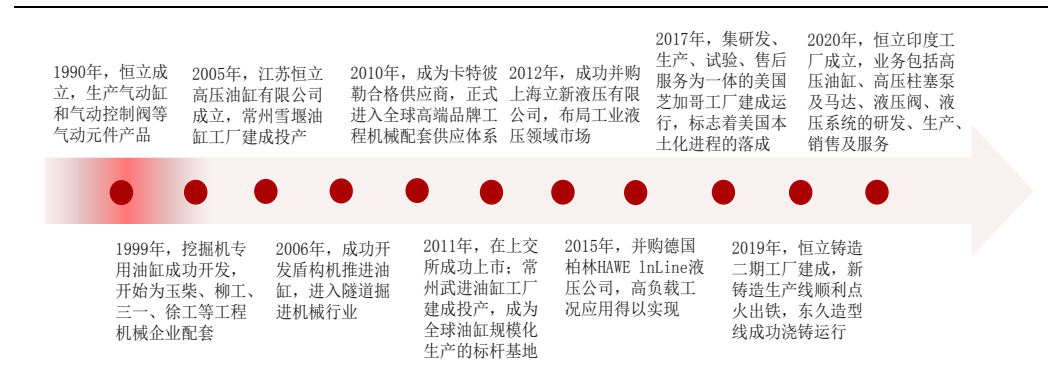 1990年，恒立成
立，生产气动缸
和气动控制阀等
气动元件产品
1999年，挖掘机专
用油缸成功开发，
开始为玉柴、柳工、
三一、徐工等工程
机械企业配套
2005年，江苏恒立
高压油缸有限公司
成立，常州雪堰油
缸工厂建成投产
2006年，成功开
发盾构机推进油
缸，进入隧道掘
进机械行业
2010年，成为卡特彼
勒合格供应商，正式
进入全球高端品牌工
程机械配套供应体系
2011年，在上交
所成功上市；常
州武进油缸工厂
建成投产，成为
全球油缸规模化
生产的标杆基地
2012年，成功并购
上海立新液压有限
公司，布局工业液
压领域市场
2015年，并购德国
柏林HAWE lnLine液
压公司，高负载工
况应用得以实现
2017年，集研发、
生产、试验、售后
服务为一体的美国
芝加哥工厂建成运
行，标志着美国本
土化进程的落成
2019年，恒立铸造
二期工厂建成，新
铸造生产线顺利点
火出铁，东久造型
线成功浇铸运行
2020年，恒立印度工
厂成立，业务包括高
压油缸、高压柱塞泵
及马达、液压阀、液
压系统的研发、生产、
销售及服务